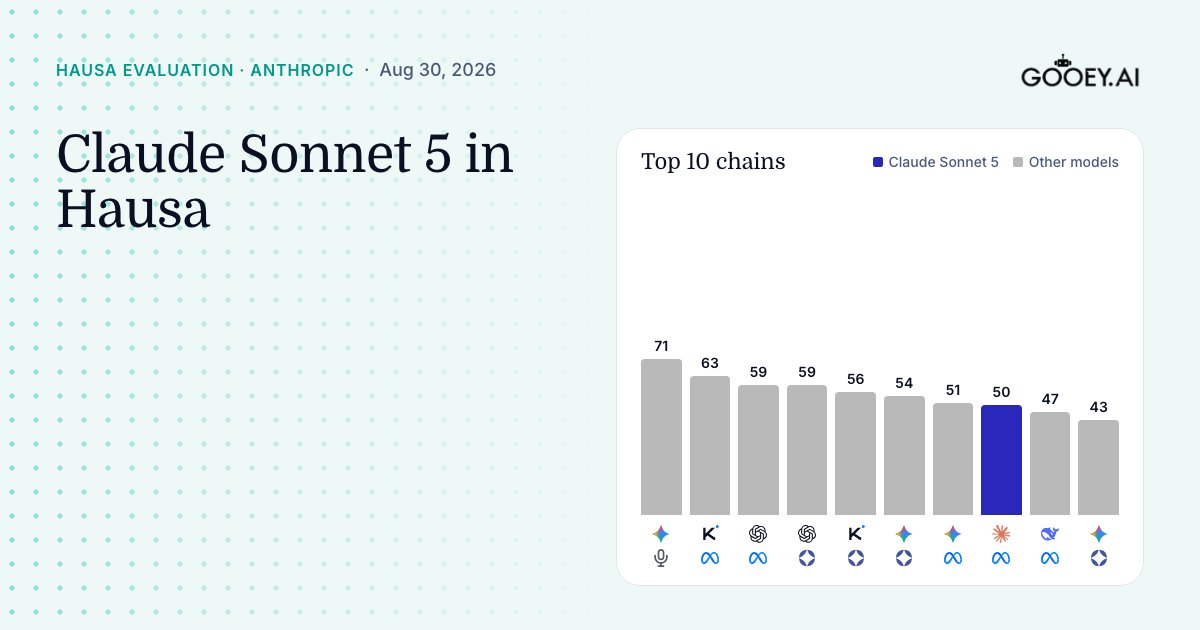 HAUSA EVALUATION · ANTHROPIC · Aug 30, 2026
GOOEY.AI
Claude Sonnet 5 in
Hausa
Top 10 chains
Claude Sonnet 5
Other models
71
63
59
59
56
54
51
50
47
43